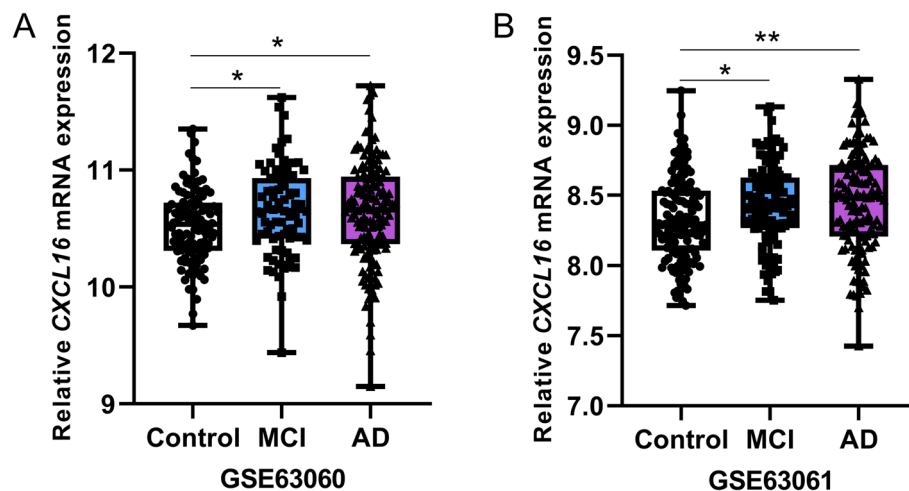 A
Relative CXCL16 mRNA expression
12
11
10
9
*
*
Control MCI AD
GSE63060
B
Relative CXCL16 mRNA expression
9.5
9.0
8.5
8.0
7.5
7.0
**
*
Control MCI AD
GSE63061